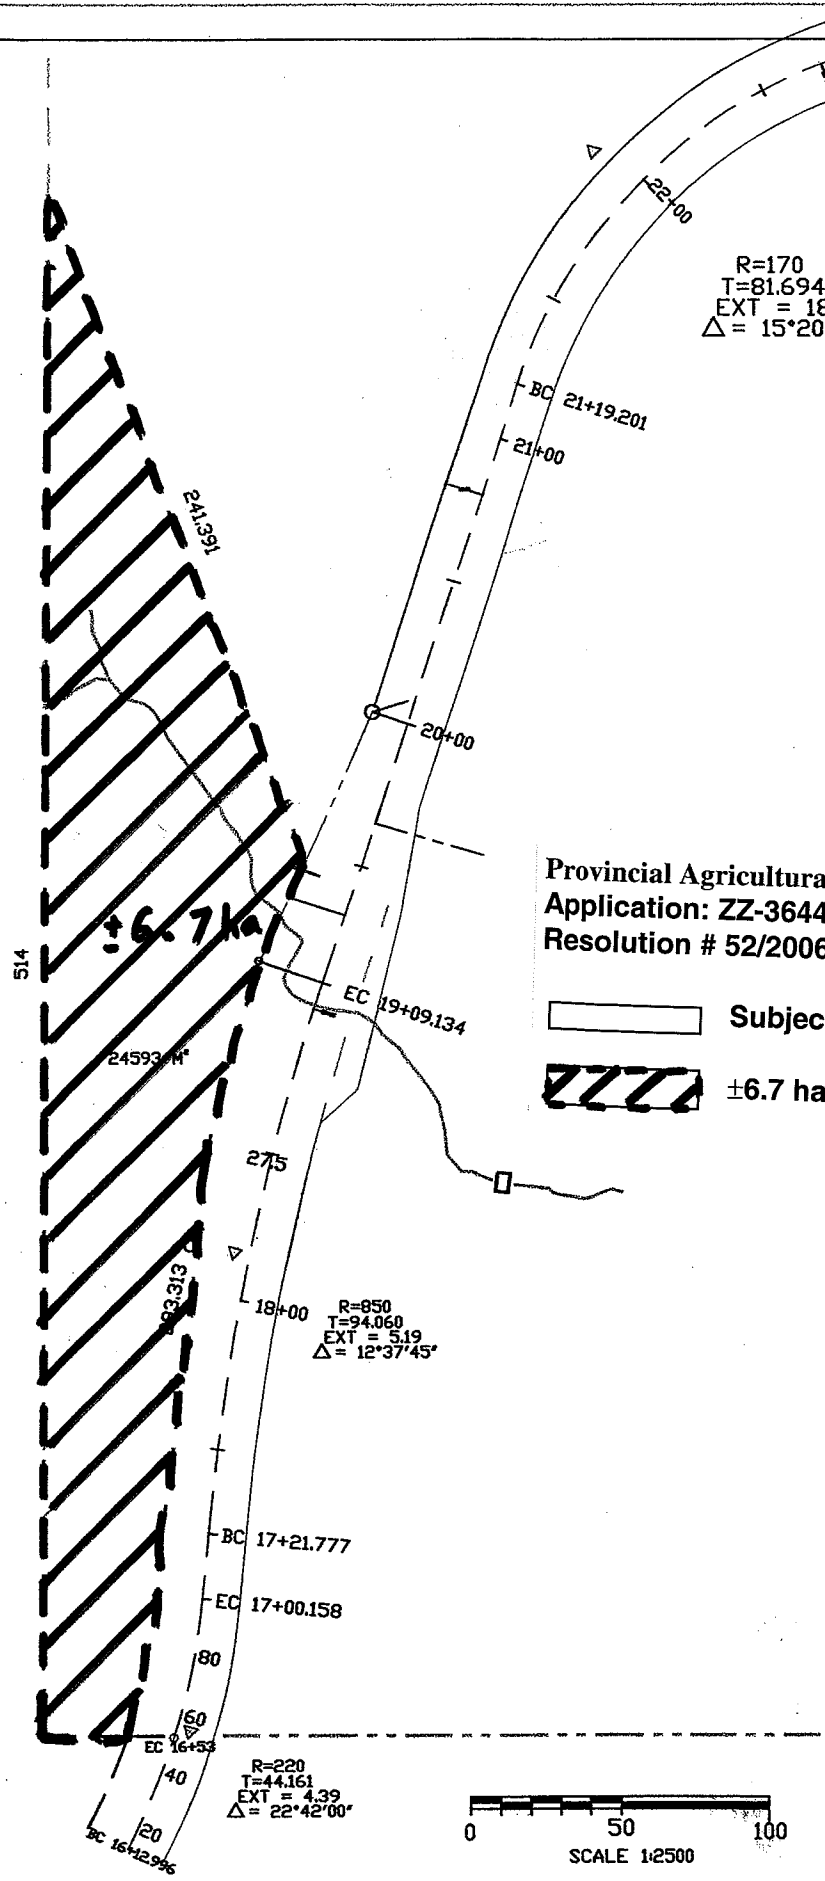 22+00
R=170
T=81.694
EXT = 18
△ = 15°20
BC 21+19.201
21+00
241.391
20+00
Provincial Agricultura
Application: ZZ-3644
Resolution # 52/2006
± 6.7 ha
514
EC 19+09.134
Subjec
24593 M²
±6.7 ha
27.5
93.313
18+00
R=850
T=94.060
EXT = 5.19
△ = 12°37'45"
BC 17+21.777
EC 17+00.158
80
60
EC 16+53
40
R=220
T=44.161
EXT = 4.39
△ = 22°42'00"
20
BC 16+12.996
0 50 100
SCALE 1:2500